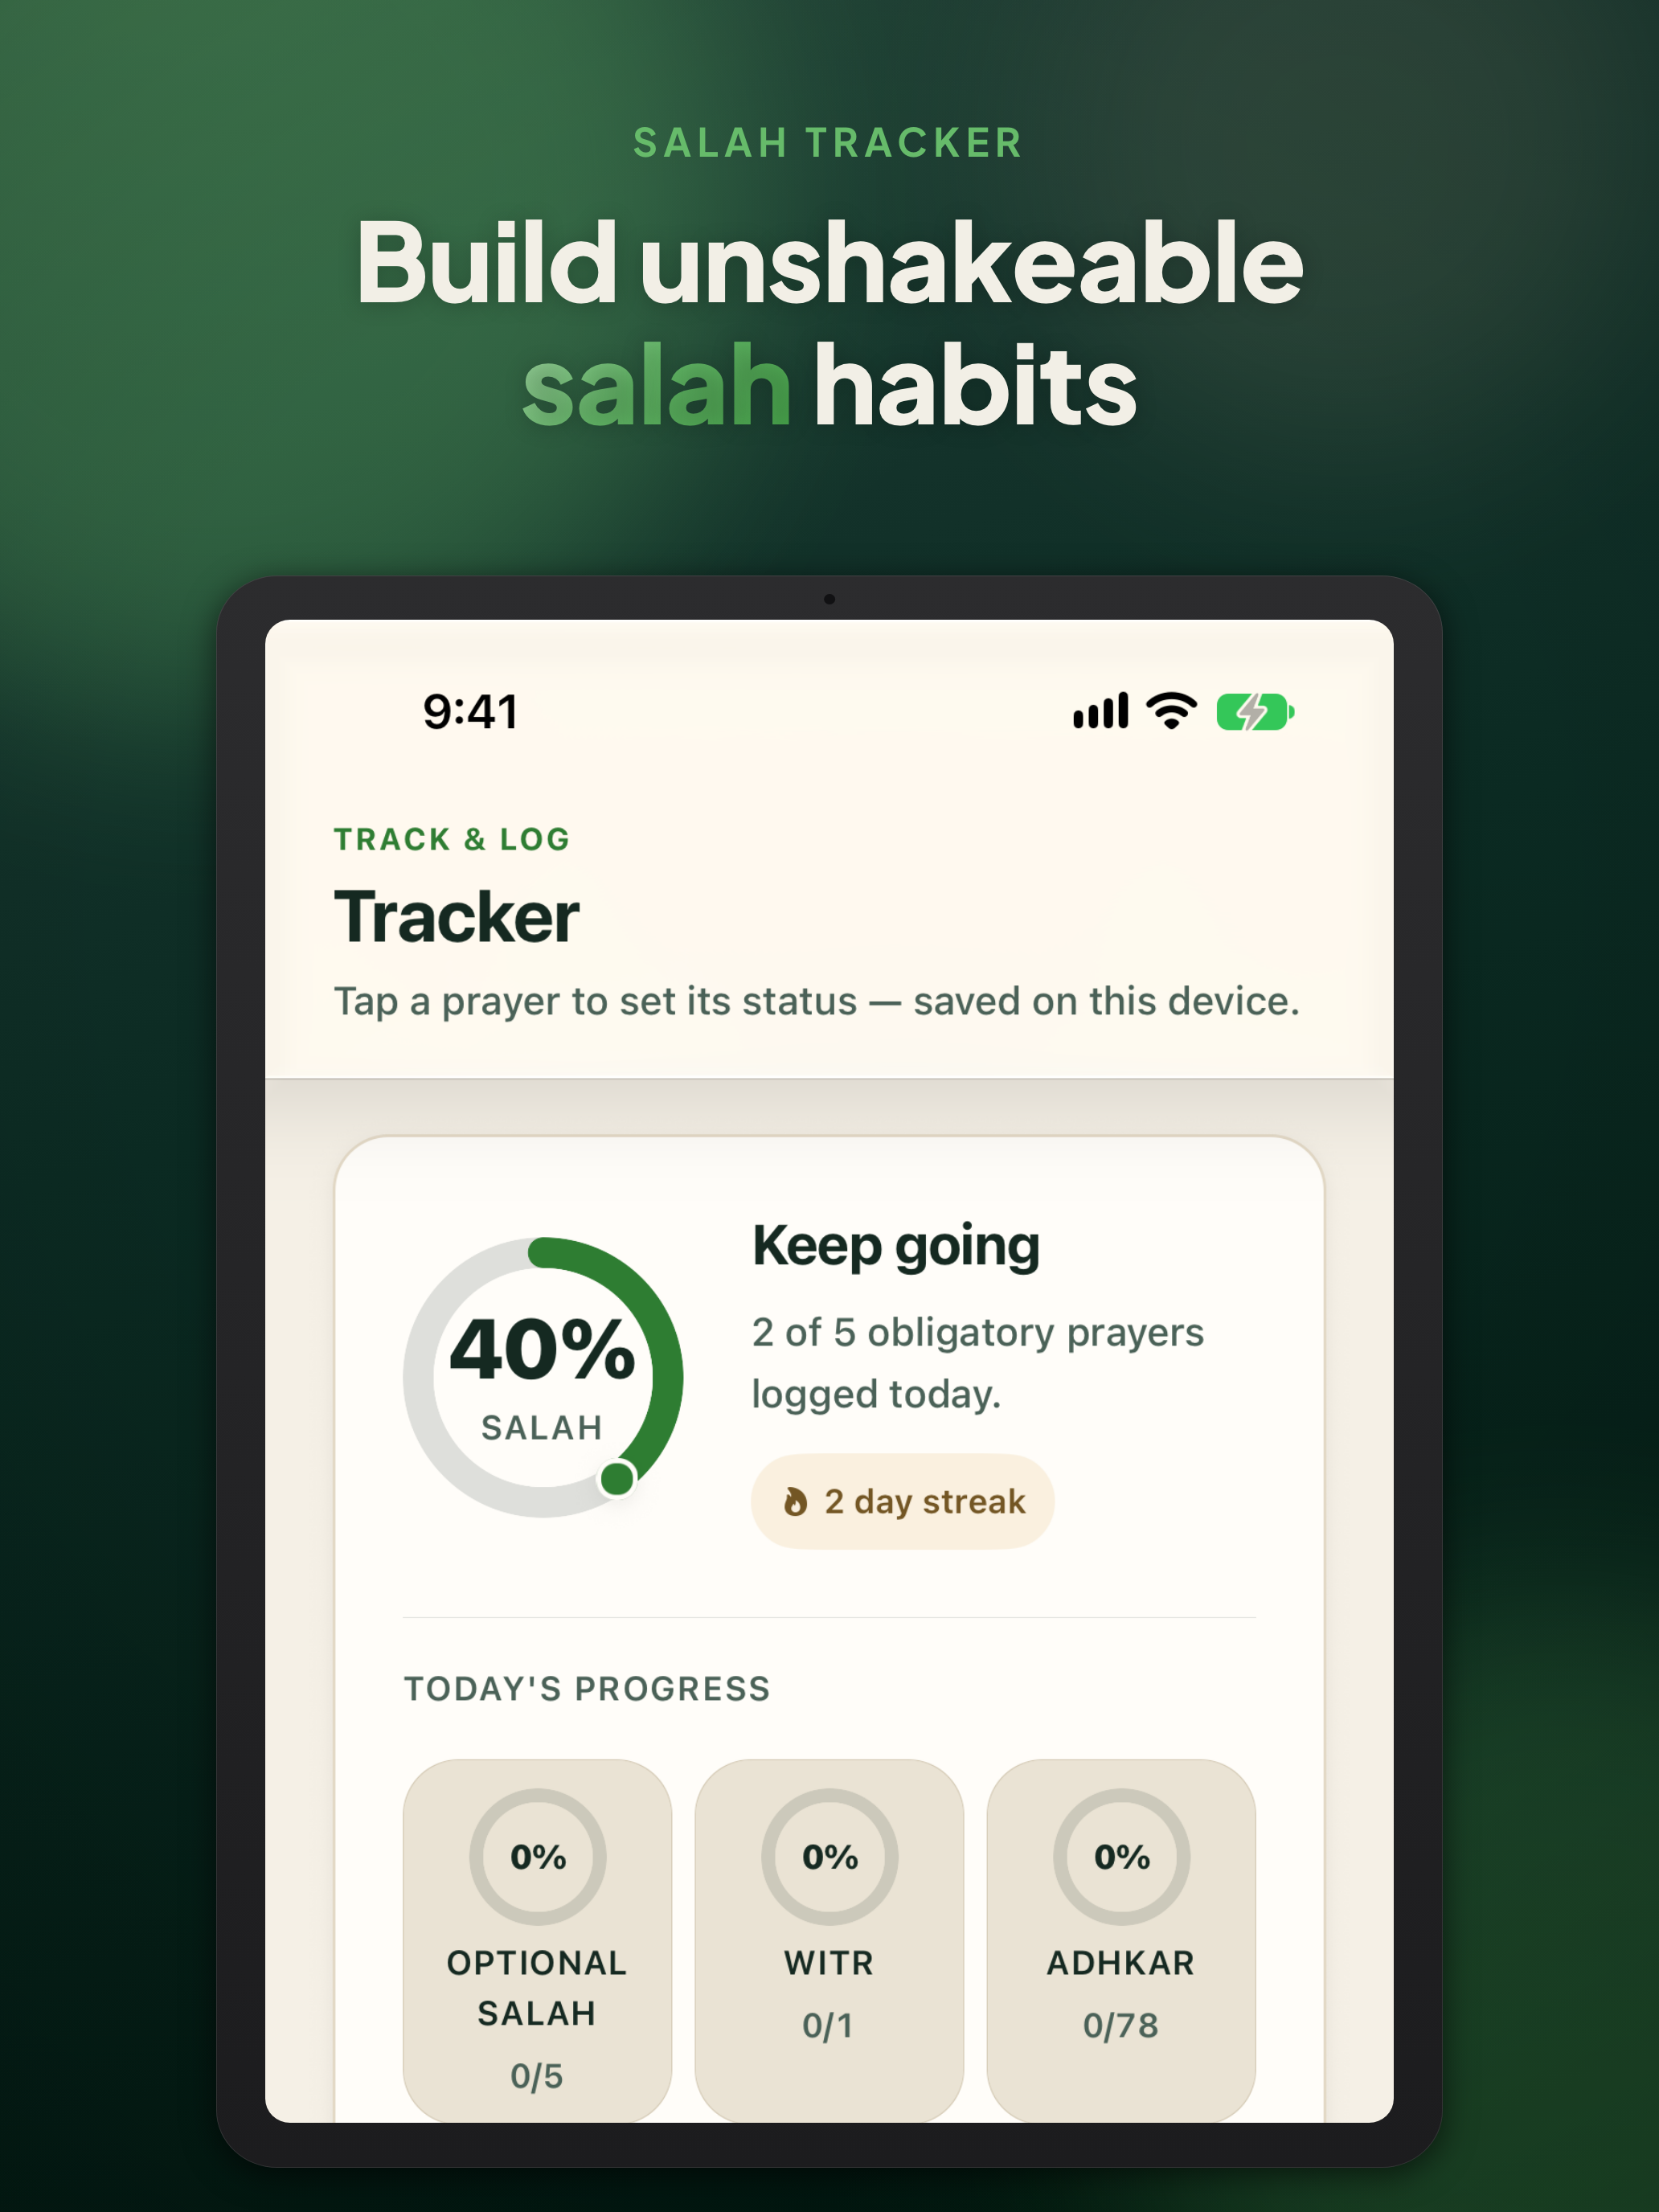 SALAH TRACKER
Build unshakeable
salah habits
9:41
TRACK & LOG
Tracker
Tap a prayer to set its status — saved on this device.
40%
SALAH
Keep going
2 of 5 obligatory prayers
logged today.
2 day streak
TODAY'S PROGRESS
0%
OPTIONAL
SALAH
0/5
0%
WITR
0/1
0%
ADHKAR
0/78